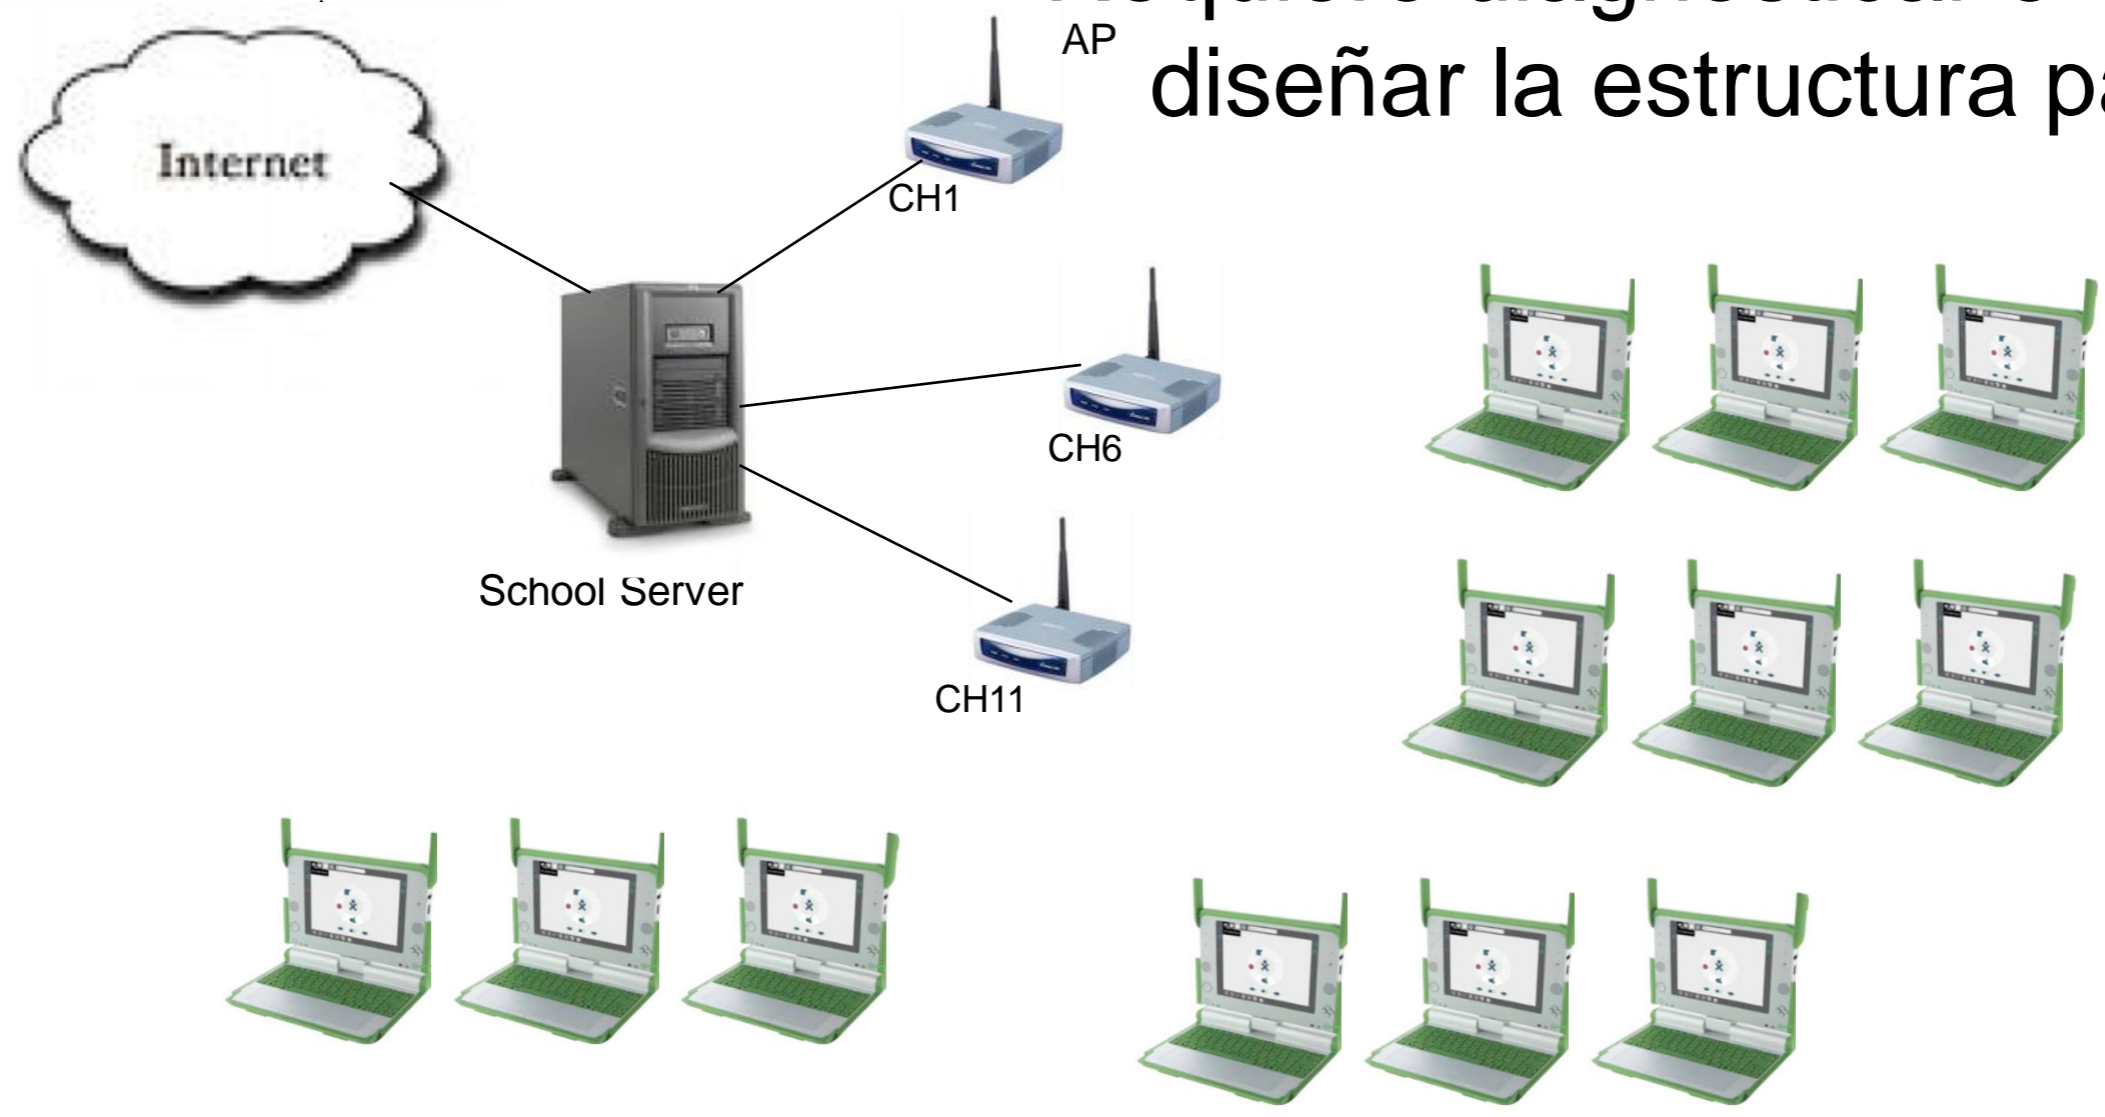 AP
diseñar la estructura pa
Internet
CH1
CH6
School Server
CH11